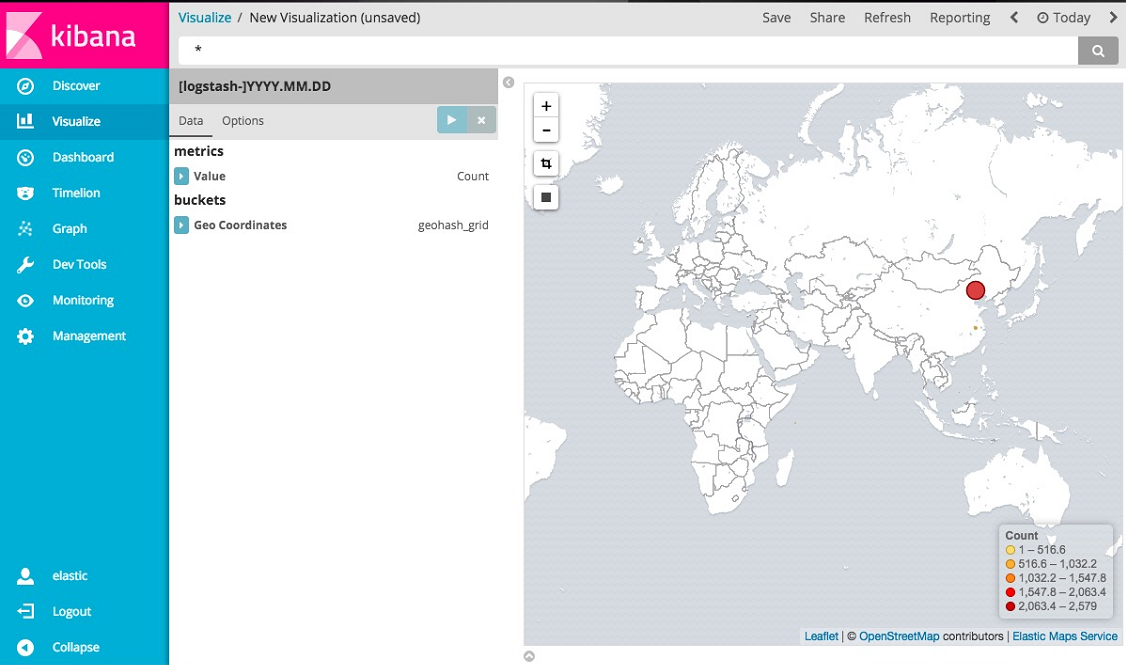 kibana
Visualize / New Visualization (unsaved)
Save Share Refresh Reporting Today
*
Discover
Visualize
Dashboard
Timelion
Graph
Dev Tools
Monitoring
Management
elastic
Logout
Collapse
[logstash-]YYYY.MM.DD
Data Options
metrics
Value Count
buckets
Geo Coordinates geohash_grid
+
-
Count
1 – 516.6
516.6 – 1,032.2
1,032.2 – 1,547.8
1,547.8 – 2,063.4
2,063.4 – 2,579
Leaflet | © OpenStreetMap contributors | Elastic Maps Service